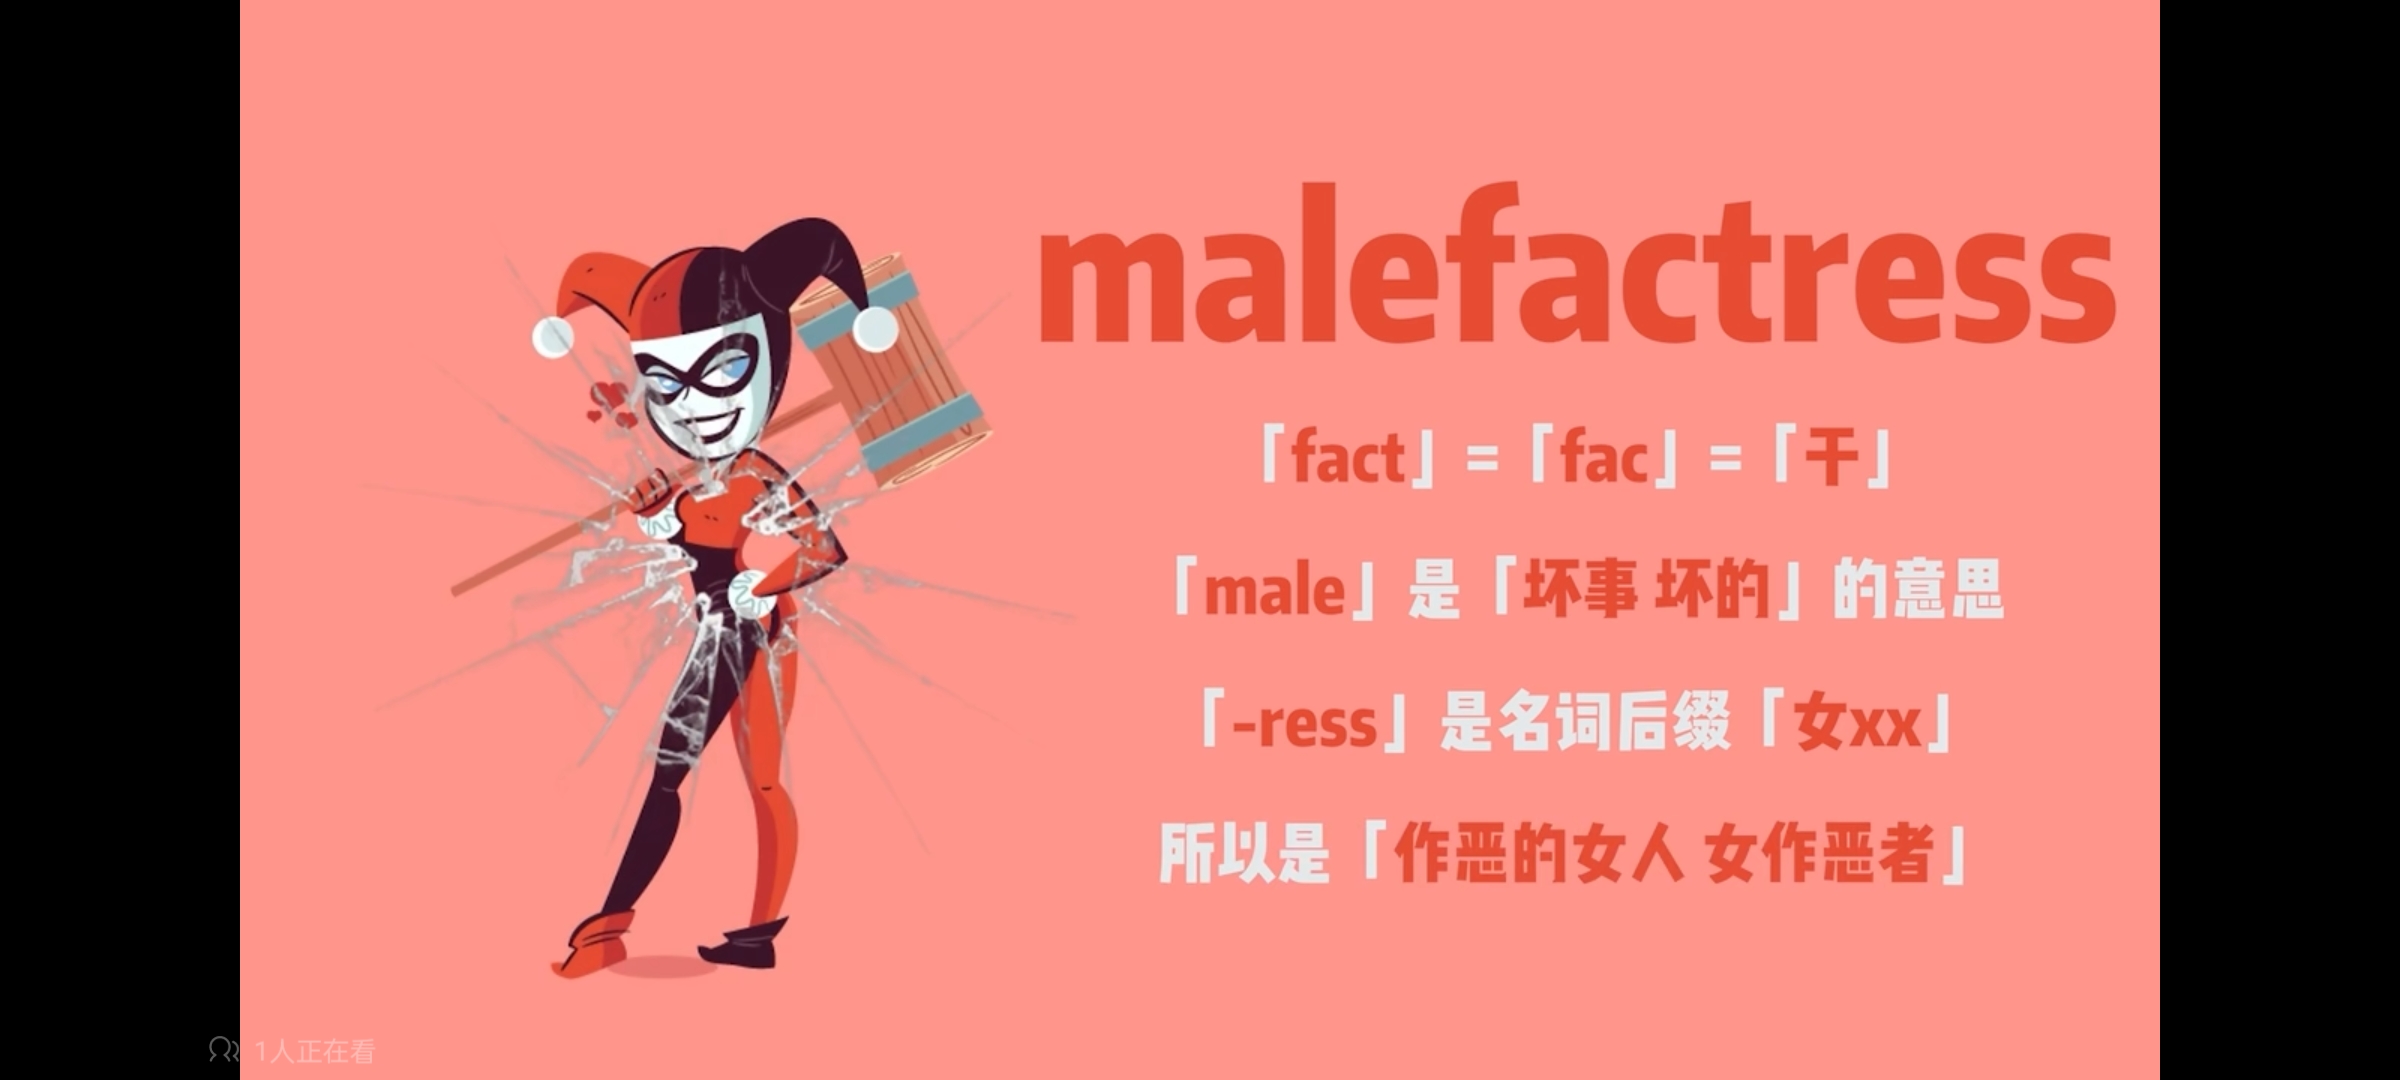 malefactress
「fact」=「fac」=「干」
「male」是「坏事 坏的」的意思
「-ress」是名词后缀「女xx」
所以是「作恶的女人 女作恶者」
1人正在看